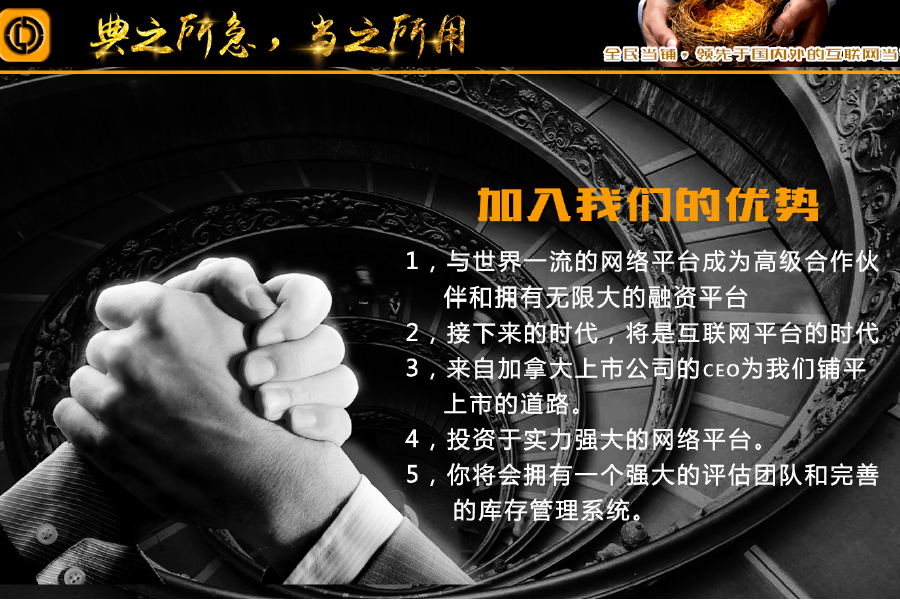 典之所急，当之所用
全民当铺，领先于国内外的互联网当
加入我们的优势
1，与世界一流的网络平台成为高级合作伙
伴和拥有无限大的融资平台
2，接下来的时代，将是互联网平台的时代
3，来自加拿大上市公司的CEO为我们铺平
上市的道路。
4，投资于实力强大的网络平台。
5，你将会拥有一个强大的评估团队和完善
的库存管理系统。